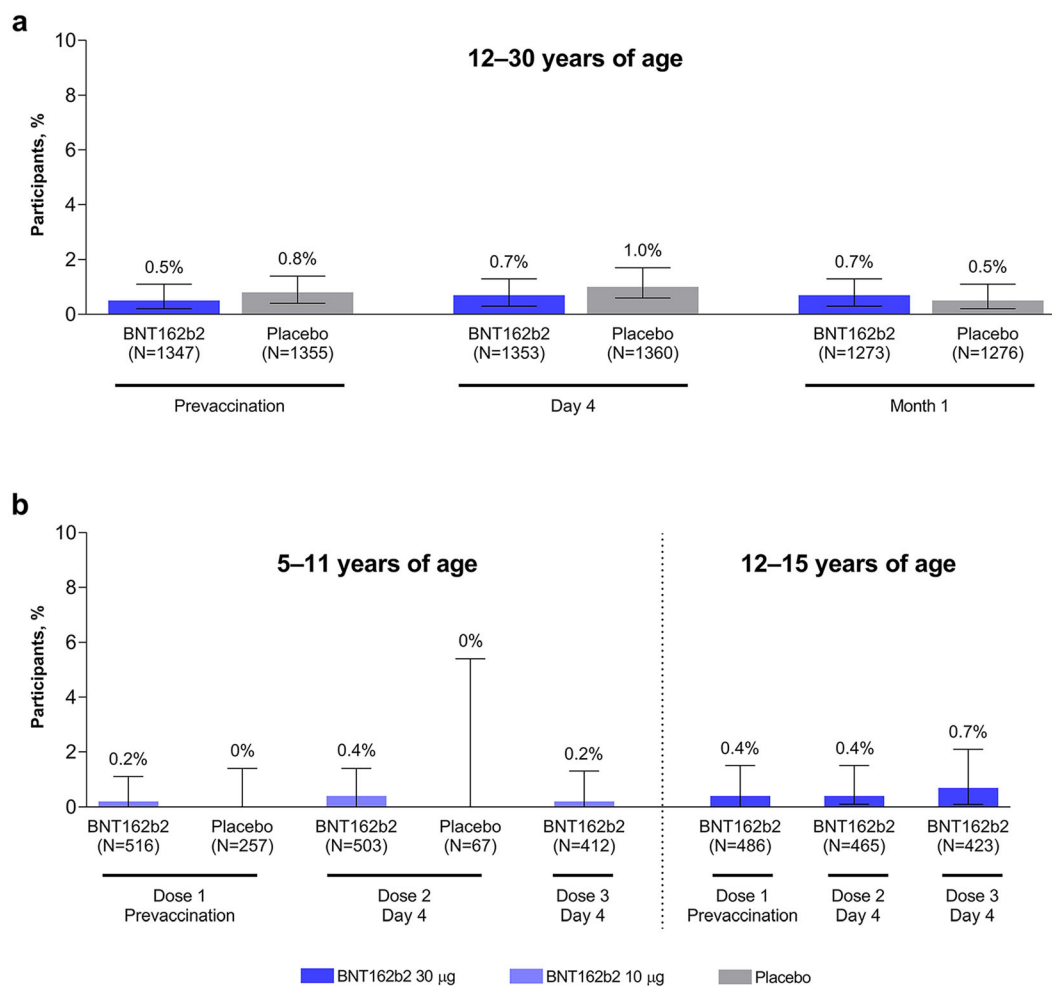 a
12–30 years of age
Participants, %
10
8
6
4
2
0
0.5%
0.8%
0.7%
1.0%
0.7%
0.5%
BNT162b2
(N=1347)
Placebo
(N=1355)
BNT162b2
(N=1353)
Placebo
(N=1360)
BNT162b2
(N=1273)
Placebo
(N=1276)
Prevaccination
Day 4
Month 1
b
5–11 years of age
12–15 years of age
Participants, %
10
8
6
4
2
0
0.2%
0%
0.4%
0%
0.2%
0.4%
0.4%
0.7%
BNT162b2
(N=516)
Placebo
(N=257)
BNT162b2
(N=503)
Placebo
(N=67)
BNT162b2
(N=412)
BNT162b2
(N=486)
BNT162b2
(N=465)
BNT162b2
(N=423)
Dose 1
Prevaccination
Dose 2
Day 4
Dose 3
Day 4
Dose 1
Prevaccination
Dose 2
Day 4
Dose 3
Day 4
BNT162b2 30 μg
BNT162b2 10 μg
Placebo